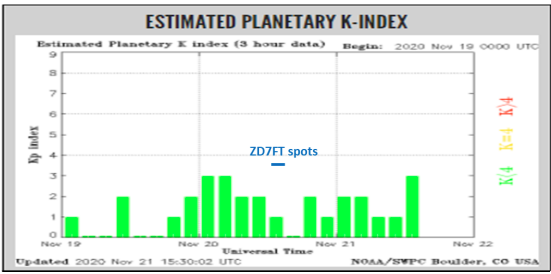 ESTIMATED PLANETARY K-INDEX
Estimated Planetary K index (3 hour data) Begin: 2020 Nov 19 0000 UTC
9
8
7
6
5
4
3
2
1
0
Kp index
ZD7FT spots
K>4
K=4
K<4
Nov 19 Nov 20 Nov 21 Nov 22
Universal Time
Updated 2020 Nov 21 15:30:02 UTC NOAA/SWPC Boulder, CO USA